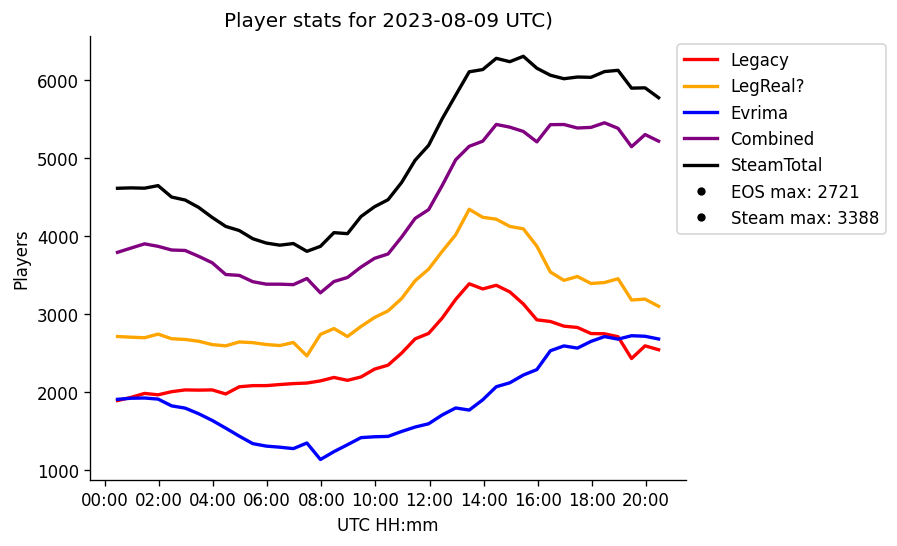 Player stats for 2023-08-09 UTC)
Players
6000
5000
4000
3000
2000
1000
00:00 02:00 04:00 06:00 08:00 10:00 12:00 14:00 16:00 18:00 20:00
UTC HH:mm
Legacy
LegReal?
Evrima
Combined
SteamTotal
EOS max: 2721
Steam max: 3388